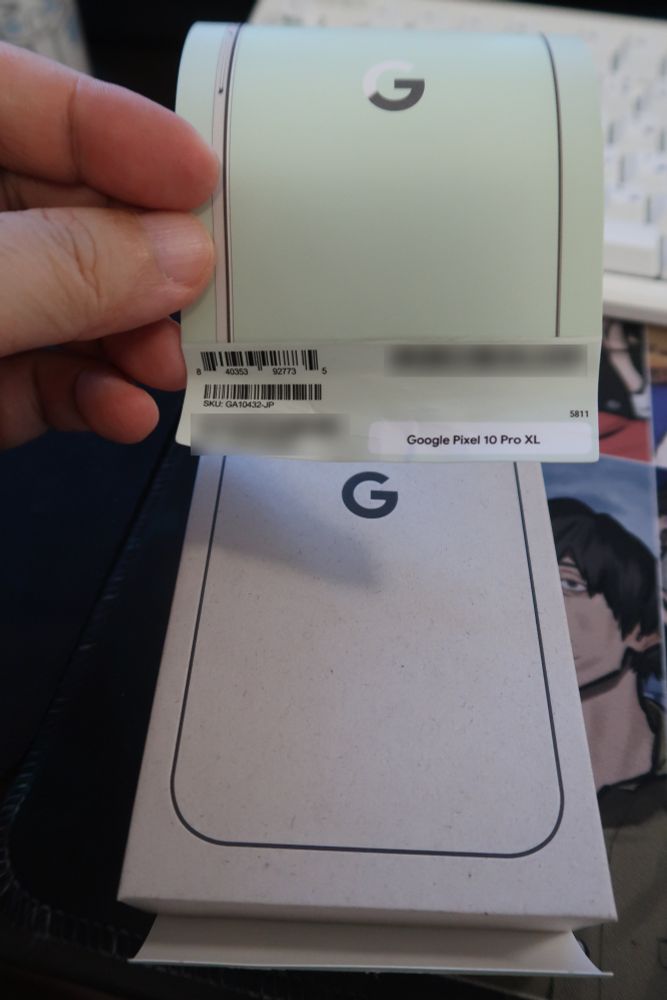 G
8 40353 92773 5
SKU: GA10432-JP
5811
Google Pixel 10 Pro XL
G